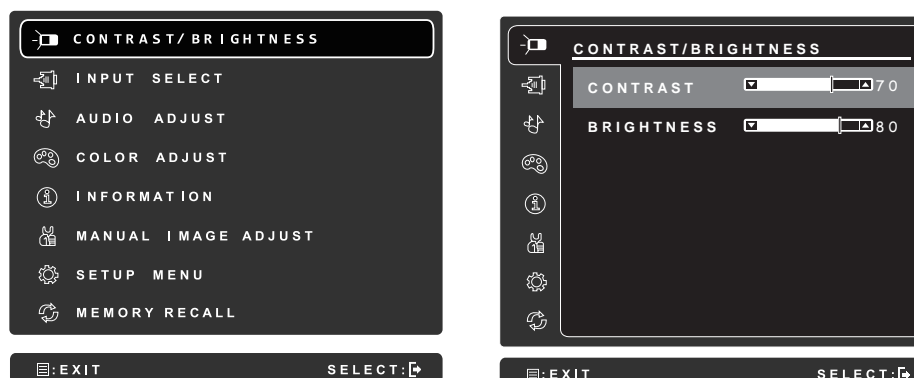 CONTRAST/BRIGHTNESS
INPUT SELECT
AUDIO ADJUST
COLOR ADJUST
INFORMATION
MANUAL IMAGE ADJUST
SETUP MENU
MEMORY RECALL
:EXIT SELECT:
CONTRAST/BRIGHTNESS
CONTRAST 70
BRIGHTNESS 80
:EXIT SELECT: